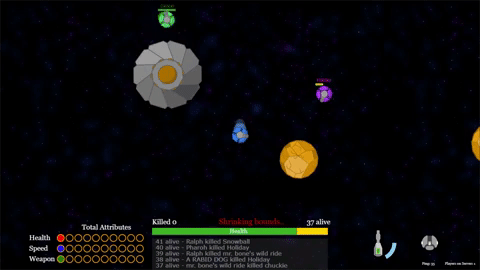 Killed 0
Shrinking bounds..
37 alive
Health
Total Attributes
Health
Speed
Weapon
41 alive - Ralph killed Snowball
40 alive - Pharoh killed Holiday
39 alive - Ralph killed mr. bone's wild ride
38 alive - A RABID DOG killed Holiday
37 alive - mr. bone's wild ride killed chuckie